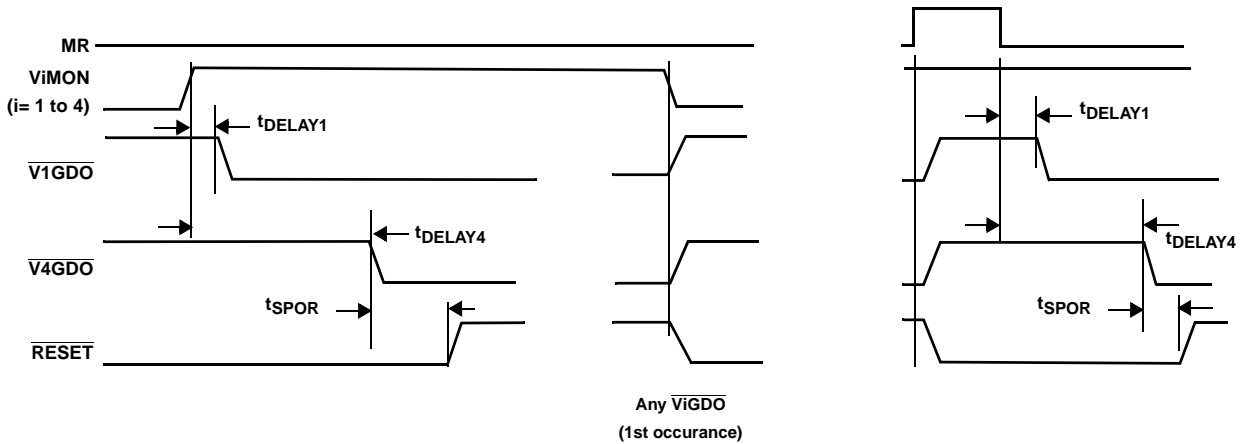 MR
ViMON
(i= 1 to 4)
tDELAY1
tDELAY1
V1GDO
tDELAY4
tDELAY4
V4GDO
tSPOR
tSPOR
RESET
Any ViGDO
(1st occurance)